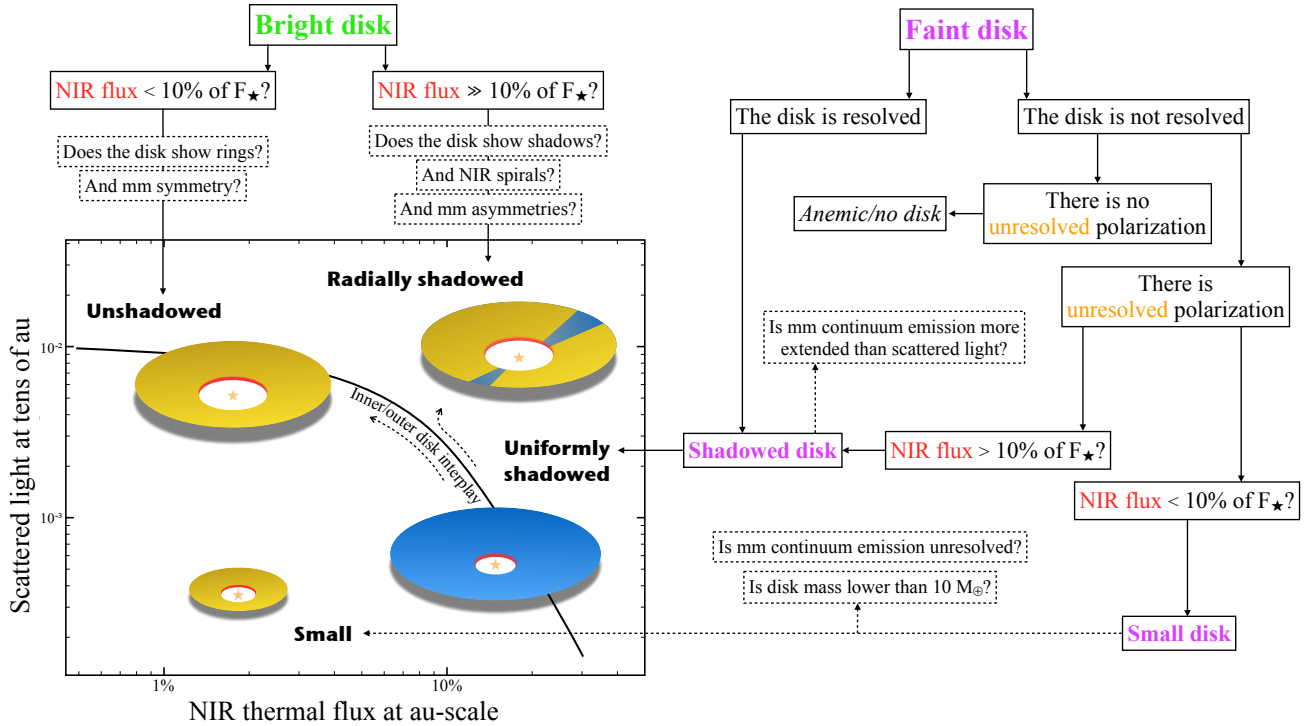 Bright disk
NIR flux < 10% of F★?
NIR flux ≫ 10% of F★?
Does the disk show rings?
And mm symmetry?
Does the disk show shadows?
And NIR spirals?
And mm asymmetries?
Faint disk
The disk is resolved
The disk is not resolved
There is no
unresolved polarization
Anemic/no disk
There is
unresolved polarization
Is mm continuum emission more
extended than scattered light?
Shadowed disk
NIR flux > 10% of F★?
NIR flux < 10% of F★?
Is mm continuum emission unresolved?
Is disk mass lower than 10 M⊕?
Small disk
Scattered light at tens of au
10⁻²
10⁻³
Unshadowed
Radially shadowed
Inner/outer disk interplay
Uniformly
shadowed
Small
1%
10%
NIR thermal flux at au-scale